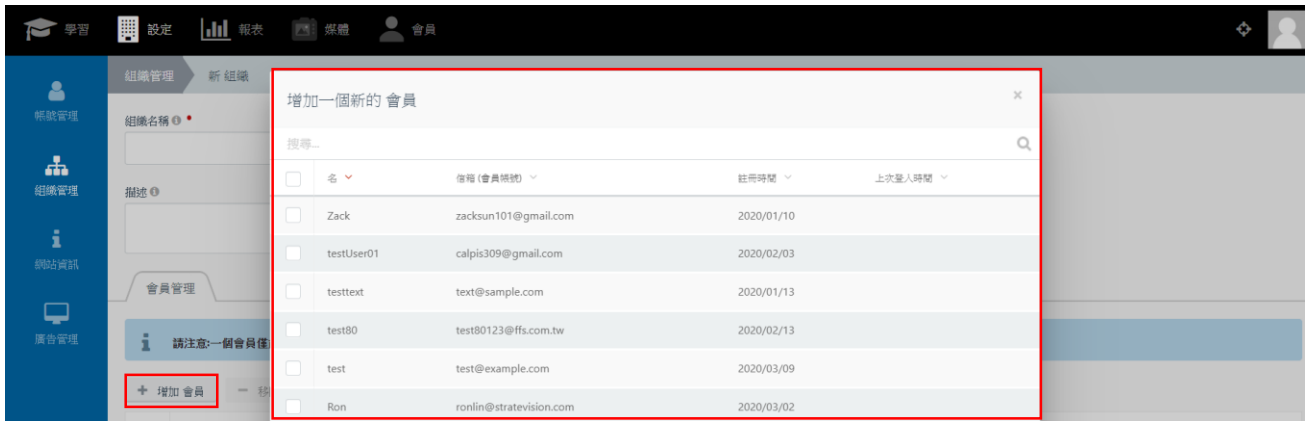 學習 設定 報表 媒體 會員
帳號管理
組織管理
網站資訊
廣告管理
組織管理 新 組織
組織名稱
描述
會員管理
請注意:一個會員僅
+ 增加 會員
− 移
增加一個新的 會員 ×
搜尋...
名 信箱 (會員帳號) 註冊時間 上次登入時間
Zack zacksun101@gmail.com 2020/01/10
testUser01 calpis309@gmail.com 2020/02/03
testtext text@sample.com 2020/01/13
test80 test80123@ffs.com.tw 2020/02/13
test test@example.com 2020/03/09
Ron ronlin@stratevision.com 2020/03/02